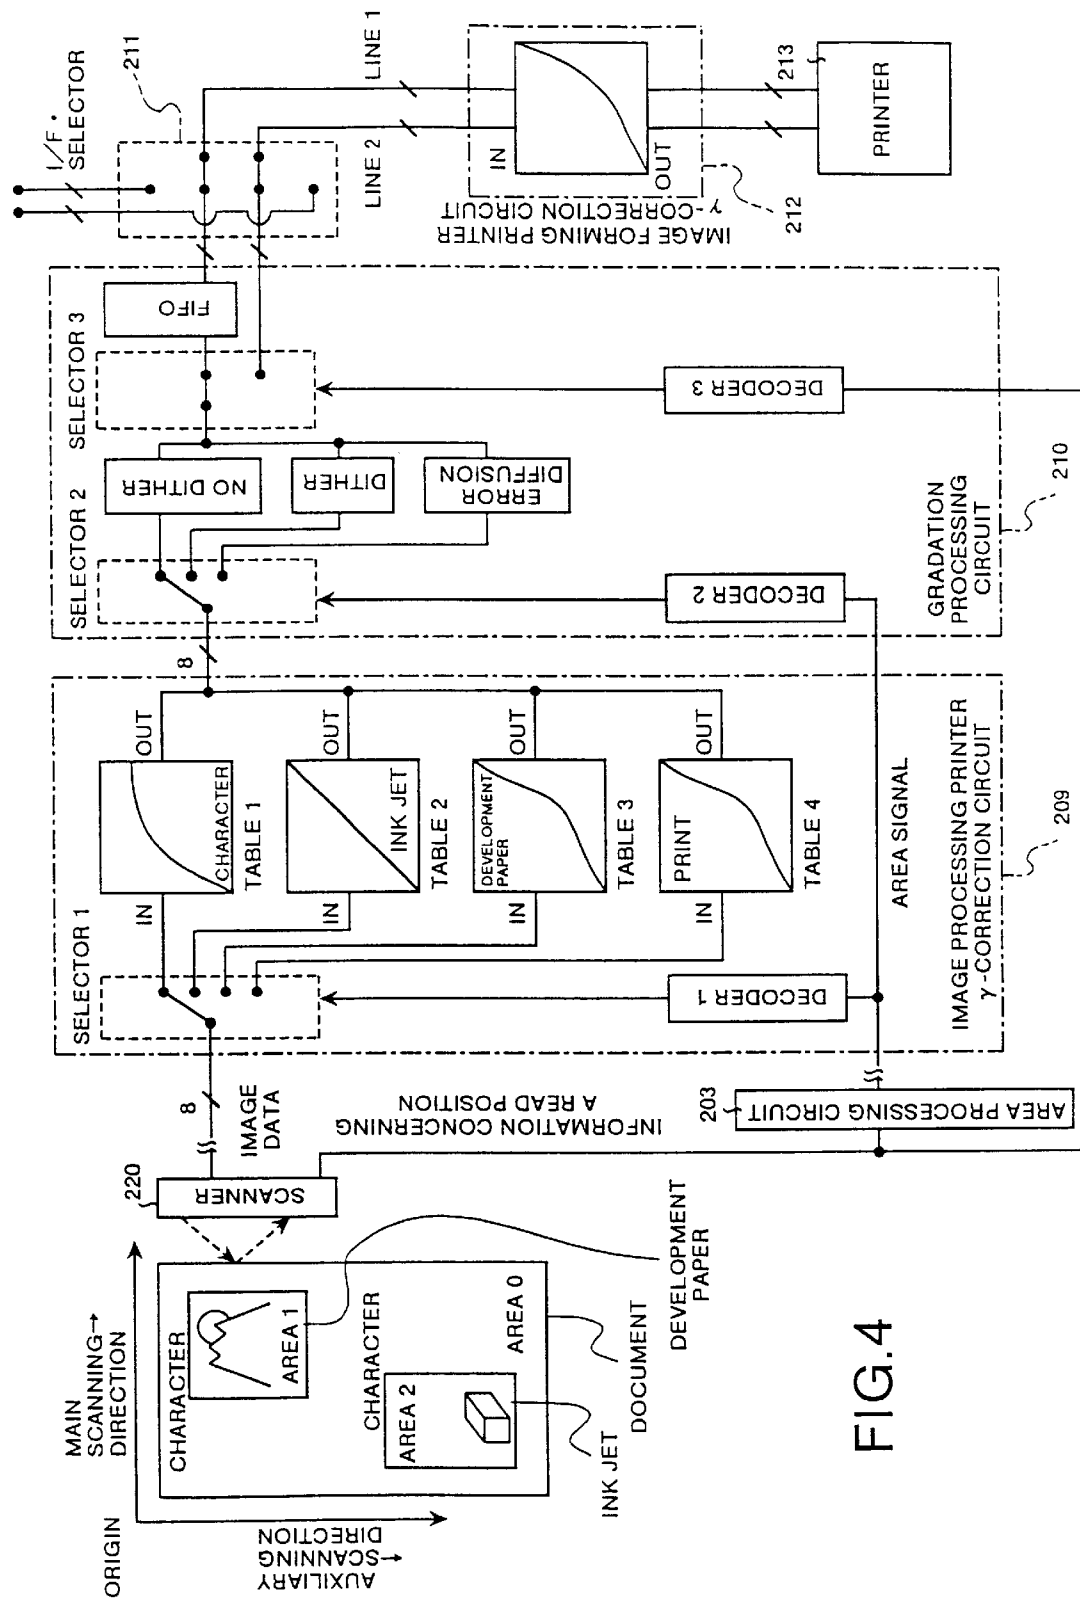 ORIGIN
MAIN
SCANNING→
DIRECTION
AUXILIARY
←SCANNING
DIRECTION
CHARACTER
AREA 1
CHARACTER
AREA 2
AREA 0
INK JET
DOCUMENT
DEVELOPMENT
PAPER
220
SCANNER
8
IMAGE
DATA
INFORMATION CONCERNING
A READ POSITION
203
AREA PROCESSING CIRCUIT
SELECTOR 1
IN
CHARACTER
OUT
TABLE 1
IN
INK JET
OUT
TABLE 2
IN
DEVELOPMENT
PAPER
OUT
TABLE 3
IN
PRINT
OUT
TABLE 4
DECODER 1
AREA SIGNAL
IMAGE PROCESSING PRINTER
γ-CORRECTION CIRCUIT
209
8
SELECTOR 2
NO DITHER
DITHER
ERROR
DIFFUSION
SELECTOR 3
FIFO
DECODER 2
DECODER 3
GRADATION
PROCESSING
CIRCUIT
210
I/F •
SELECTOR
211
LINE 1
LINE 2
IMAGE FORMING PRINTER
γ-CORRECTION CIRCUIT
IN
OUT
212
213
PRINTER
FIG.4